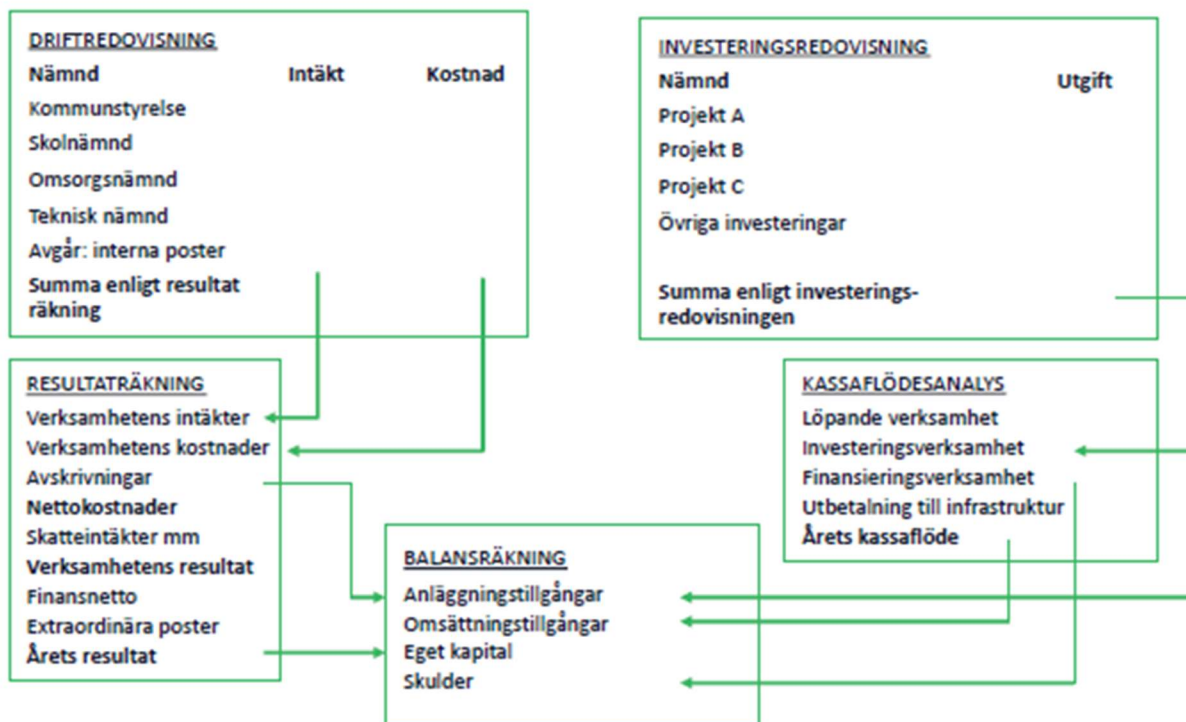 DRIFTREDOVISNING
Nämnd Intäkt Kostnad
Kommunstyrelse
Skolnämnd
Omsorgsnämnd
Teknisk nämnd
Avgår: interna poster
Summa enligt resultat
räkning
INVESTERINGSREDOVISNING
Nämnd Utgift
Projekt A
Projekt B
Projekt C
Övriga investeringar
Summa enligt investerings-
redovisningen
RESULTATRÄKNING
Verksamhetens intäkter
Verksamhetens kostnader
Avskrivningar
Nettokostnader
Skatteintäkter mm
Verksamhetens resultat
Finansnetto
Extraordinära poster
Årets resultat
KASSAFLÖDESANALYS
Löpande verksamhet
Investeringsverksamhet
Finansieringsverksamhet
Utbetalning till infrastruktur
Årets kassaflöde
BALANSRÄKNING
Anläggningstillgångar
Omsättningstillgångar
Eget kapital
Skulder